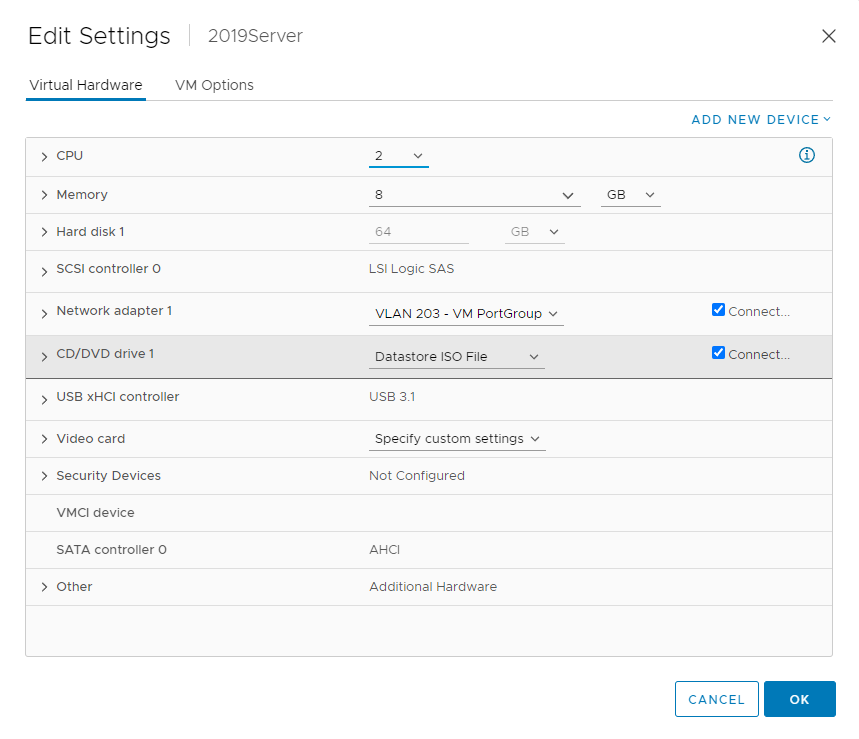 Edit Settings 2019Server
Virtual Hardware VM Options
ADD NEW DEVICE
CPU 2
Memory 8 GB
Hard disk 1 64 GB
SCSI controller 0 LSI Logic SAS
Network adapter 1 VLAN 203 - VM PortGroup Connect...
CD/DVD drive 1 Datastore ISO File Connect...
USB xHCI controller USB 3.1
Video card Specify custom settings
Security Devices Not Configured
VMCI device
SATA controller 0 AHCI
Other Additional Hardware
CANCEL OK